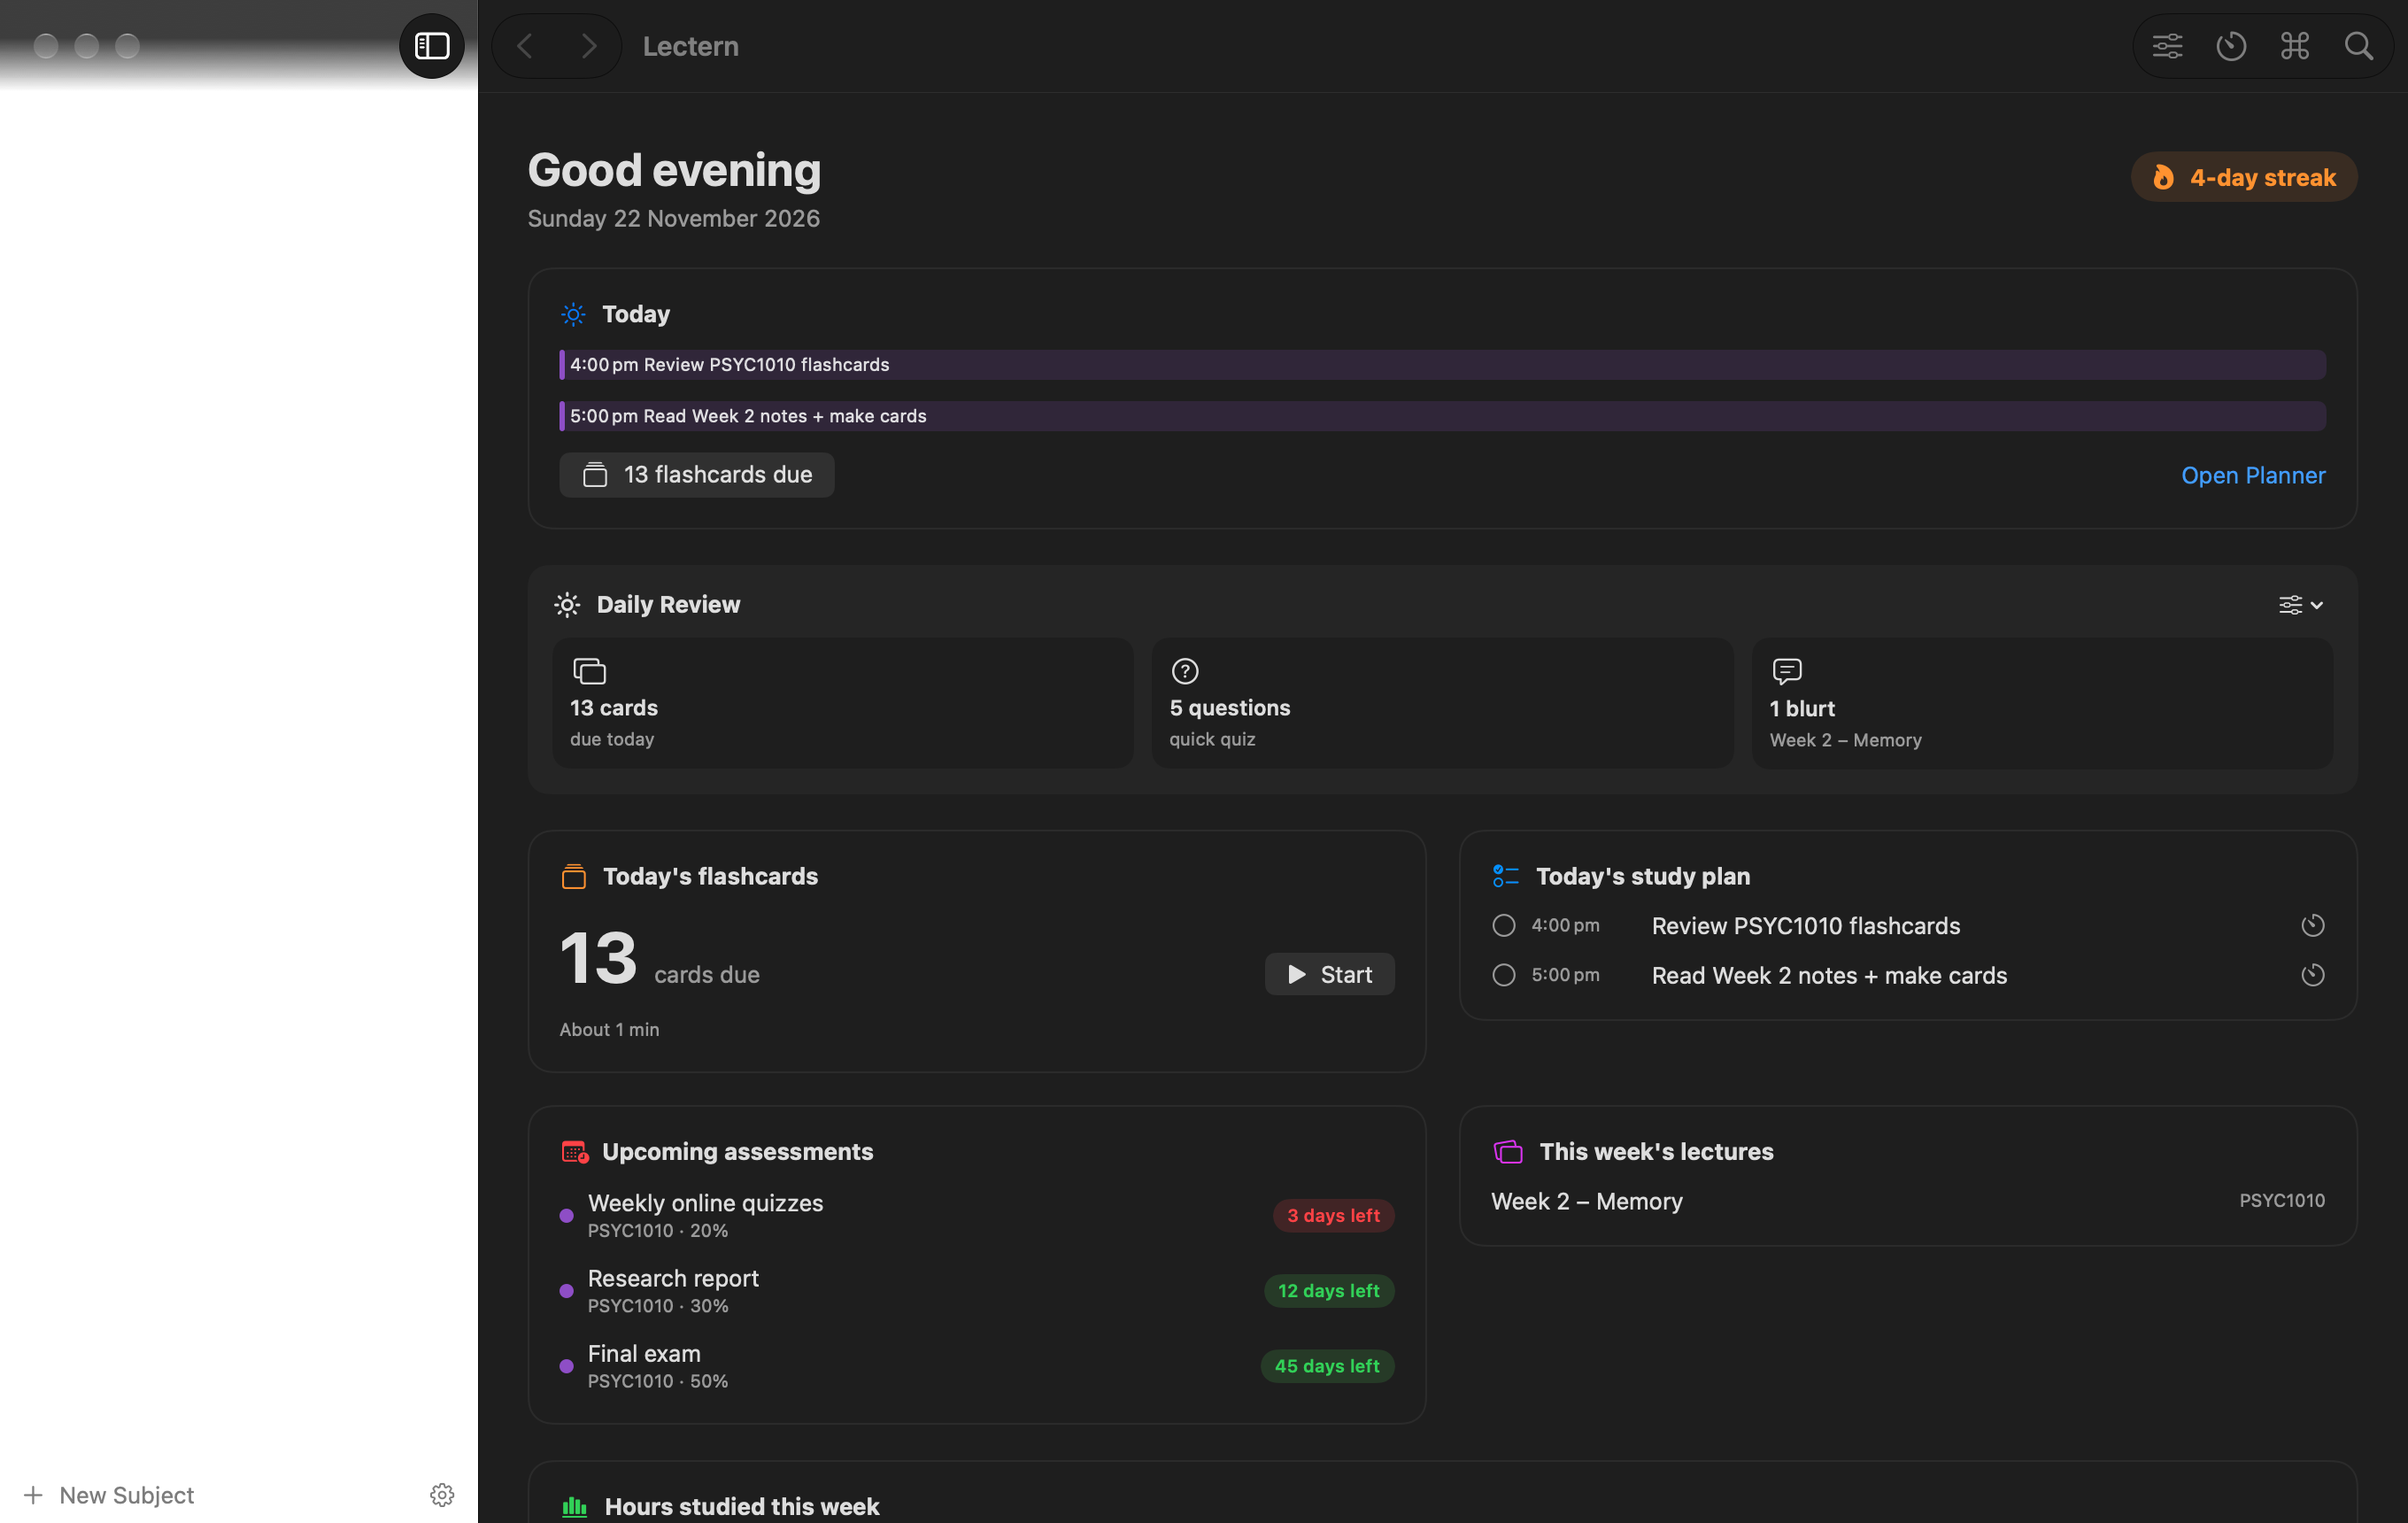 Lectern
Good evening
Sunday 22 November 2026
4-day streak
Today
4:00 pm Review PSYC1010 flashcards
5:00 pm Read Week 2 notes + make cards
13 flashcards due
Open Planner
Daily Review
13 cards
due today
5 questions
quick quiz
1 blurt
Week 2 – Memory
Today's flashcards
13 cards due
Start
About 1 min
Today's study plan
4:00 pm Review PSYC1010 flashcards
5:00 pm Read Week 2 notes + make cards
Upcoming assessments
Weekly online quizzes
PSYC1010 · 20%
3 days left
Research report
PSYC1010 · 30%
12 days left
Final exam
PSYC1010 · 50%
45 days left
This week's lectures
Week 2 – Memory PSYC1010
Hours studied this week
New Subject